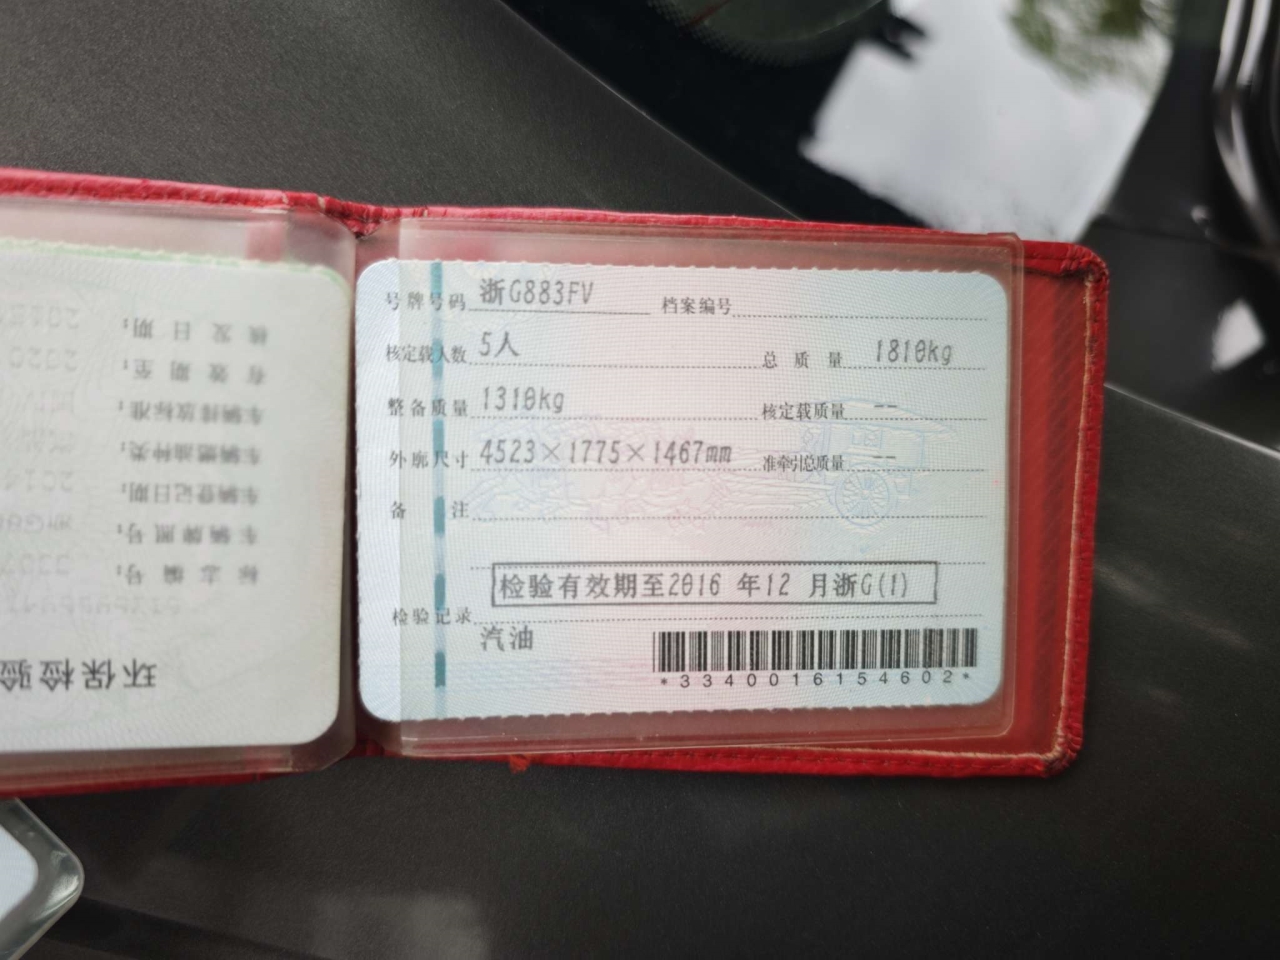 号牌号码 浙G883FV 档案编号
核定载人数 5人 总质量 1810kg
整备质量 1310kg 核定载质量 --
外廓尺寸 4523×1775×1467mm 准牵引总质量 --
备注
检验有效期至2016 年12 月浙G(1)
检验记录
汽油
*3340016154602*
环保检验
标志编号：
车辆牌照号：
车辆登记日期：
车辆燃油种类：
车辆排放标准：
有效期至：
核发日期：